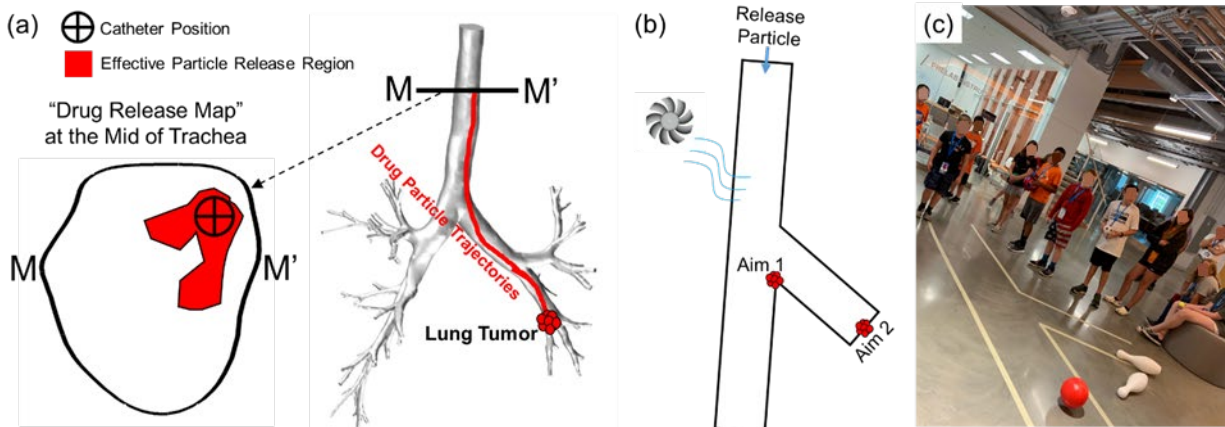 (a)
Catheter Position
Effective Particle Release Region
"Drug Release Map"
at the Mid of Trachea
M
M'
M
M'
Drug Particle Trajectories
Lung Tumor
(b)
Release
Particle
Aim 1
Aim 2
(c)